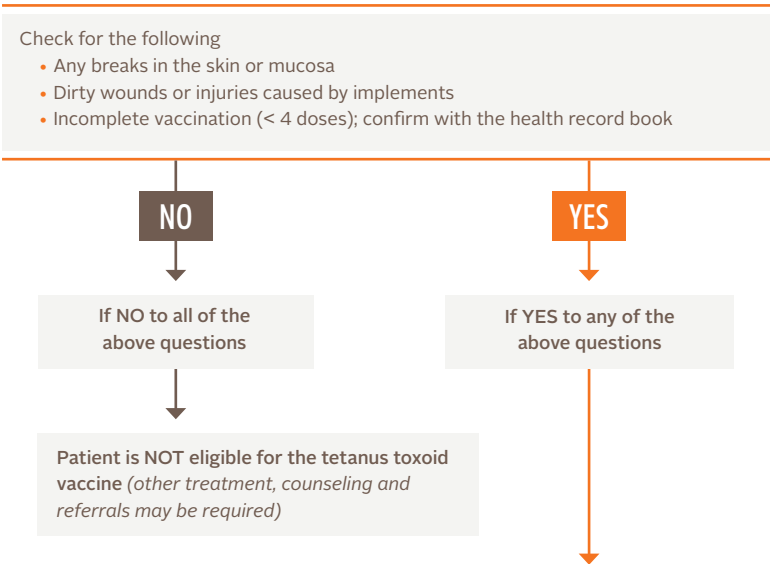 Check for the following
• Any breaks in the skin or mucosa
• Dirty wounds or injuries caused by implements
• Incomplete vaccination (< 4 doses); confirm with the health record book
NO
YES
If NO to all of the
above questions
If YES to any of the
above questions
Patient is NOT eligible for the tetanus toxoid
vaccine (other treatment, counseling and
referrals may be required)